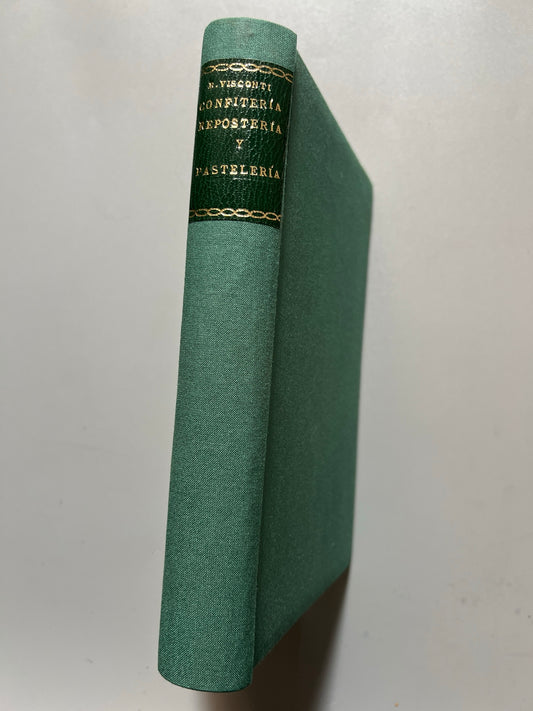 N. VISCONTI
CONFITERÍA
REPOSTERÍA
Y
PASTELERÍA